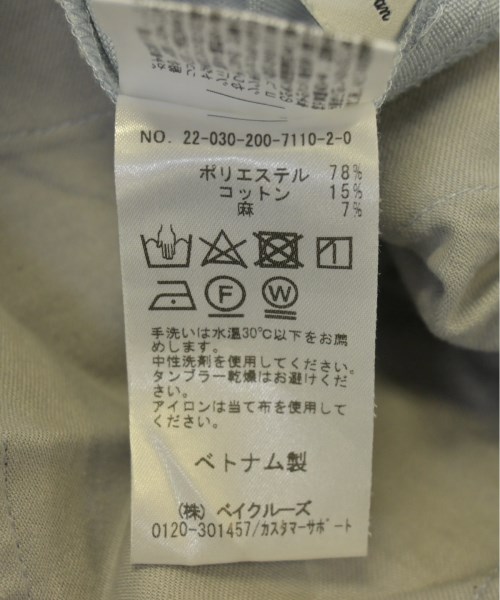 NO. 22-030-200-7110-2-0
ポリエステル 78%
コットン 15%
麻 7%
F W
手洗いは水温30℃以下をお薦
めします。
中性洗剤を使用してください。
タンブラー乾燥はお避けくだ
さい。
アイロンは当て布を使用して
ください。
ベトナム製
(株) ベイクルーズ
0120-301457/カスタマーサポート